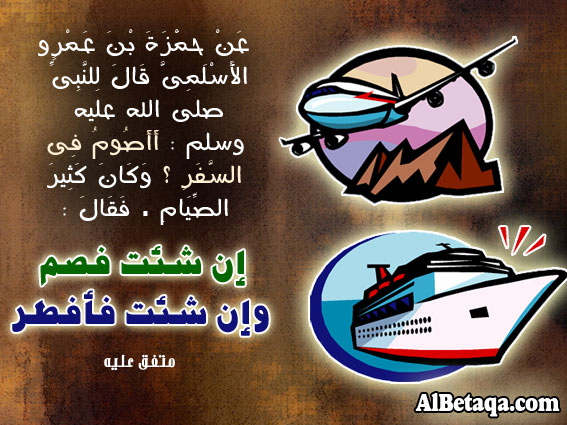 عَنْ حمْزَةَ بْنَ عَمْرِو
الأَسْلَمِىَّ قَالَ لِلنَّبِىِّ
صلى الله عليه
وسلم : أَأَصُومُ فِى
السَّفَرِ ؟ وَكَانَ كَثِيرَ
الصِّيَامِ . فَقَالَ :
إن شئت فصم
وإن شئت فأفطر
متفق عليه
AlBetaqa.com